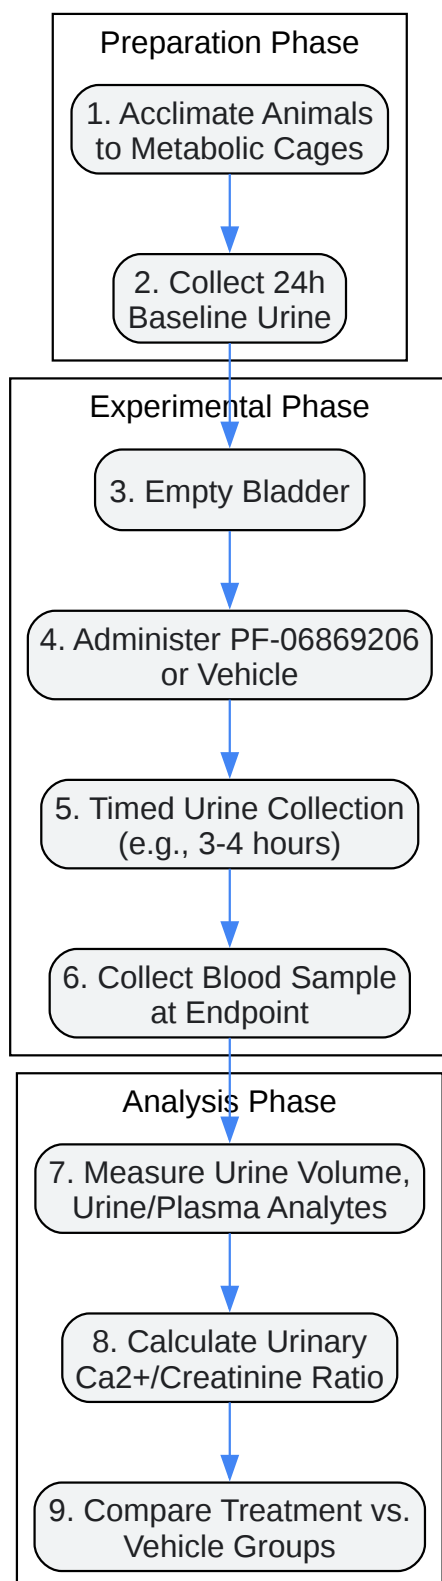 Preparation Phase
1. Acclimate Animals
to Metabolic Cages
2. Collect 24h
Baseline Urine
Experimental Phase
3. Empty Bladder
4. Administer PF-06869206
or Vehicle
5. Timed Urine Collection
(e.g., 3-4 hours)
6. Collect Blood Sample
at Endpoint
Analysis Phase
7. Measure Urine Volume,
Urine/Plasma Analytes
8. Calculate Urinary
Ca2+/Creatinine Ratio
9. Compare Treatment vs.
Vehicle Groups